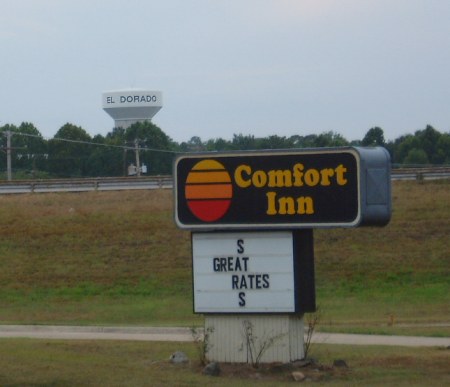 EL DORADO
Comfort
Inn
S
GREAT
RATES
S